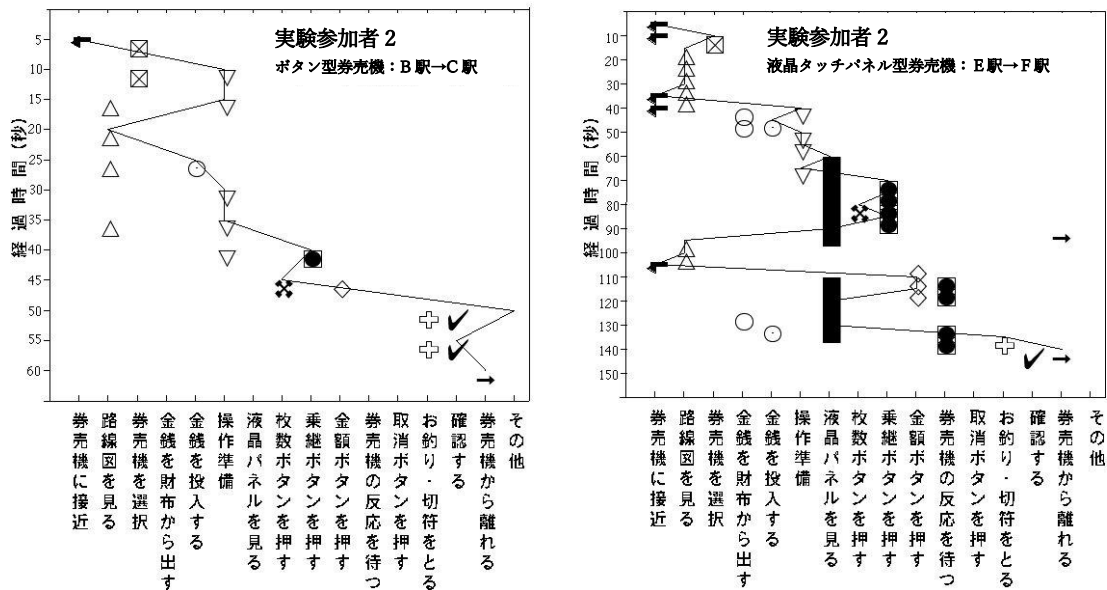 実験参加者2
ボタン型券売機：B駅→C駅
経過時間(秒)
5
10
15
20
25
30
35
40
45
50
55
60
券売機に接近
路線図を見る
券売機を選択
金銭を財布から出す
金銭を投入する
操作準備
液晶パネルを見る
枚数ボタンを押す
乗継ボタンを押す
金額ボタンを押す
券売機の反応を待つ
取消ボタンを押す
お釣り・切符をとる
確認する
券売機から離れる
その他
実験参加者2
液晶タッチパネル型券売機：E駅→F駅
経過時間(秒)
10
20
30
40
50
60
70
80
90
100
110
120
130
140
150
券売機に接近
路線図を見る
券売機を選択
金銭を財布から出す
金銭を投入する
操作準備
液晶パネルを見る
枚数ボタンを押す
乗継ボタンを押す
金額ボタンを押す
券売機の反応を待つ
取消ボタンを押す
お釣り・切符をとる
確認する
券売機から離れる
その他